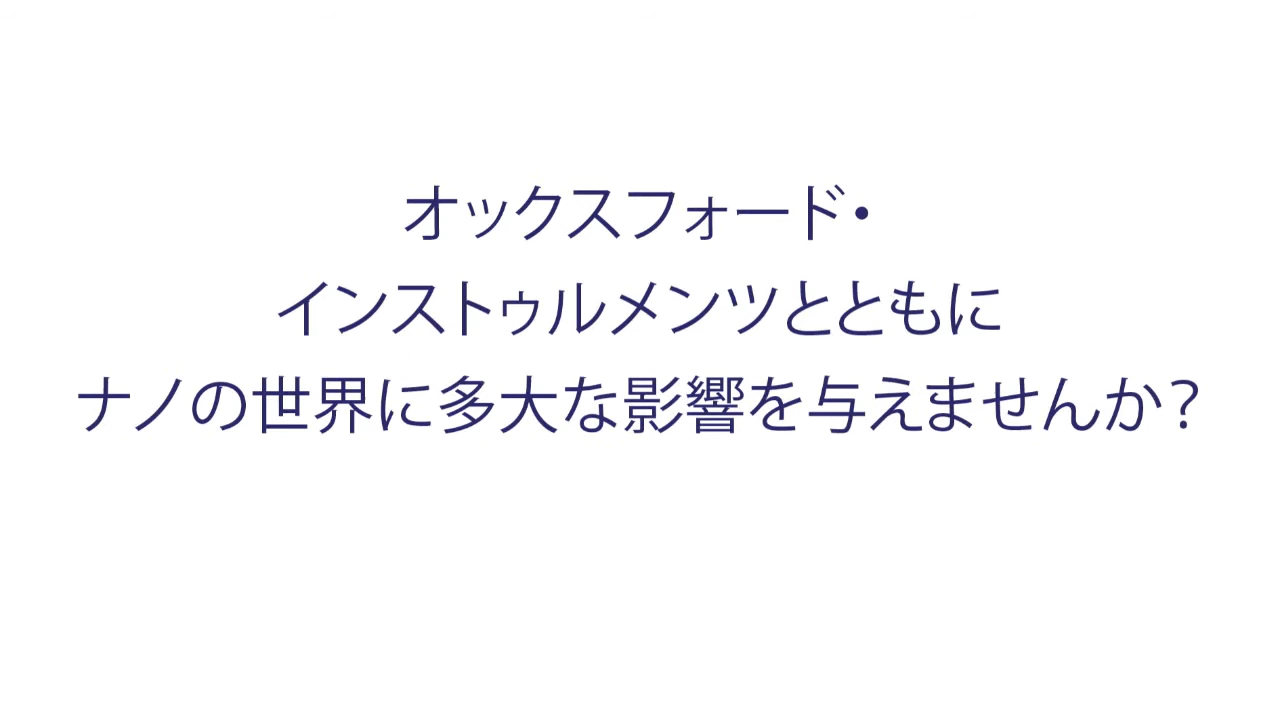 オックスフォード・
インストゥルメンツとともに
ナノの世界に多大な影響を与えませんか？